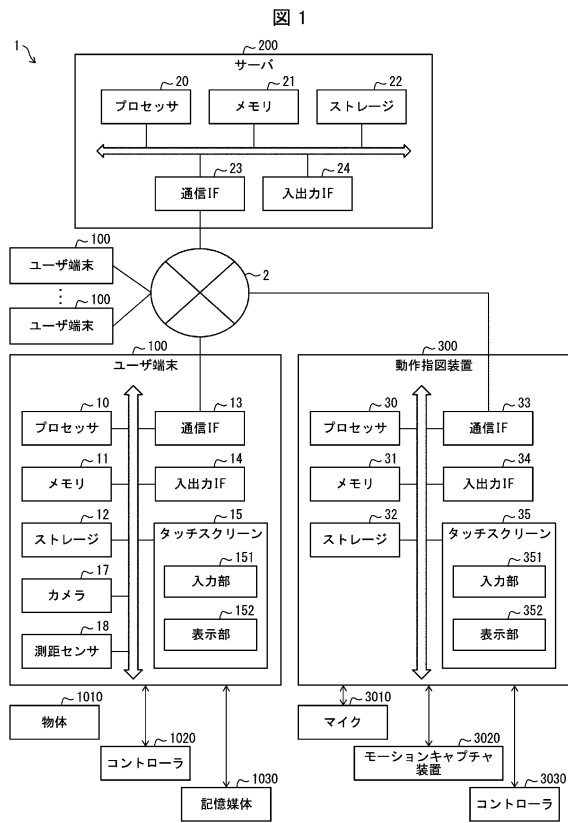 図 1
1
200
サーバ
20
プロセッサ
21
メモリ
22
ストレージ
23
通信IF
24
入出力IF
100
ユーザ端末
100
ユーザ端末
2
100
ユーザ端末
10
プロセッサ
13
通信IF
11
メモリ
14
入出力IF
12
ストレージ
15
タッチスクリーン
151
入力部
17
カメラ
152
表示部
18
測距センサ
300
動作指図装置
30
プロセッサ
33
通信IF
31
メモリ
34
入出力IF
32
ストレージ
35
タッチスクリーン
351
入力部
352
表示部
1010
物体
1020
コントローラ
1030
記憶媒体
3010
マイク
3020
モーションキャプチャ
装置
3030
コントローラ